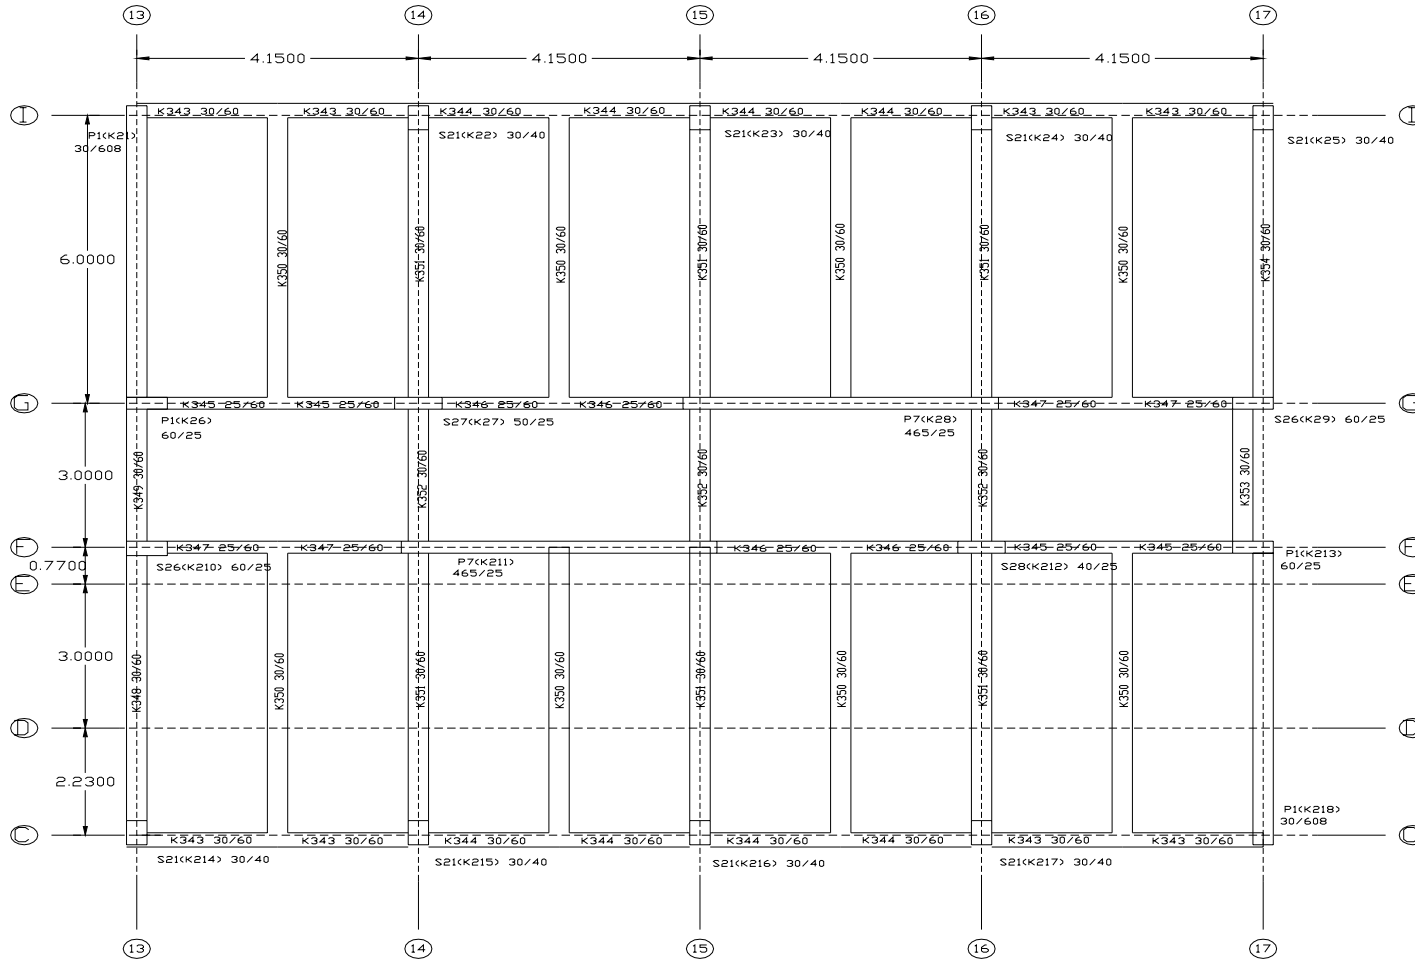 13 14 15 16 17
4.1500 4.1500 4.1500 4.1500
I K343 30/60 K343 30/60 K344 30/60 K344 30/60 K344 30/60 K344 30/60 K343 30/60 K343 30/60 I
P1(K21) S21(K22) 30/40 S21(K23) 30/40 S21(K24) 30/40 S21(K25) 30/40
30/608
6.0000
K350 30/60 K351 30/60 K350 30/60 K351 30/60 K350 30/60 K351 30/60 K350 30/60 K354 30/60
G K345 25/60 K345 25/60 K346 25/60 K346 25/60 K347 25/60 K347 25/60 G
P1(K26) S27(K27) 50/25 P7(K28) S26(K29) 60/25
60/25 465/25
3.0000
K349 30/60 K352 30/60 K352 30/60 K352 30/60 K353 30/60
F K347 25/60 K347 25/60 K346 25/60 K346 25/60 K345 25/60 K345 25/60 F
0.7700 S26(K210) 60/25 P7(K211) S28(K212) 40/25 P1(K213)
465/25 60/25
E E
3.0000
K348 30/60 K350 30/60 K351 30/60 K350 30/60 K351 30/60 K350 30/60 K351 30/60 K350 30/60
D D
2.2300
P1(K218)
30/608
C K343 30/60 K343 30/60 K344 30/60 K344 30/60 K344 30/60 K344 30/60 K343 30/60 K343 30/60 C
S21(K214) 30/40 S21(K215) 30/40 S21(K216) 30/40 S21(K217) 30/40
13 14 15 16 17